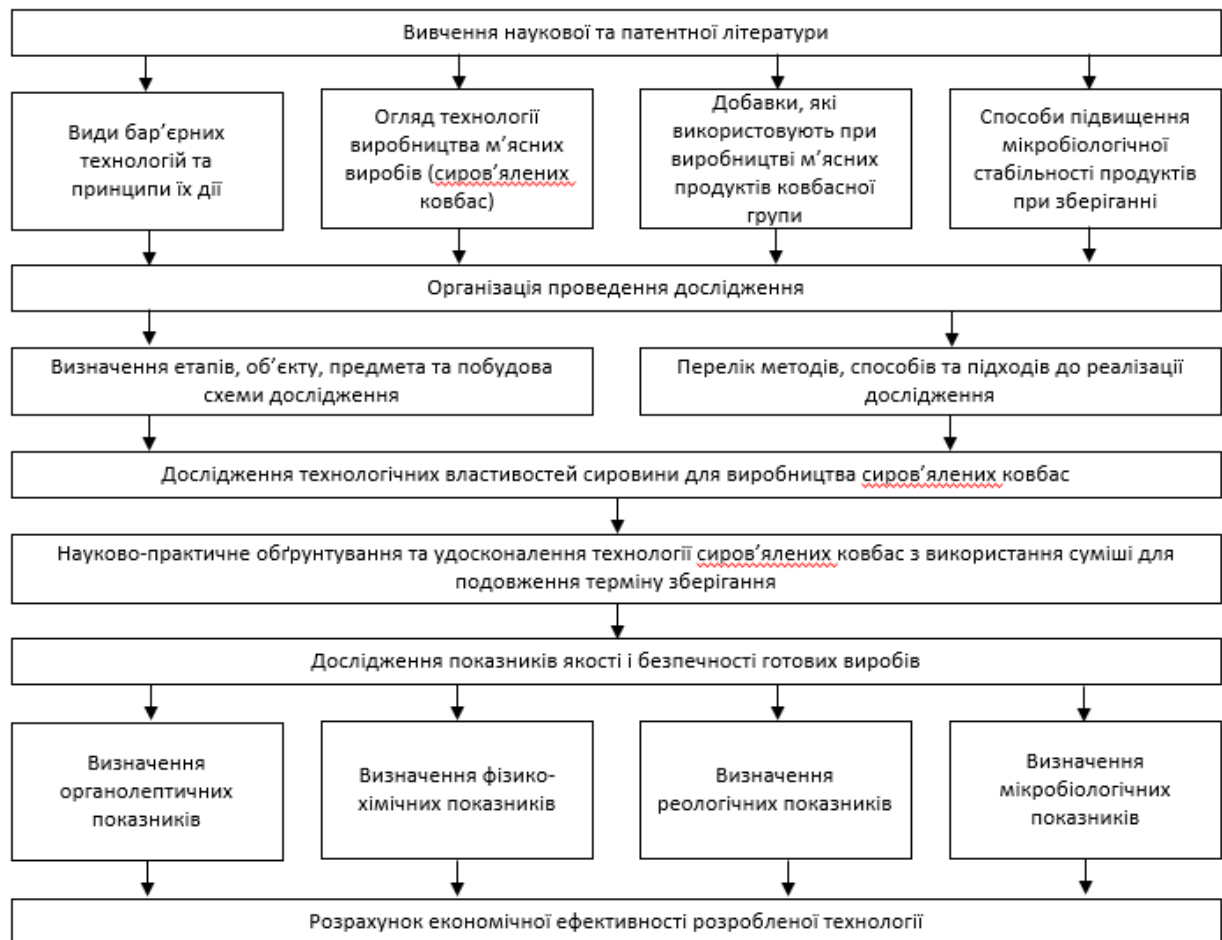 Вивчення наукової та патентної літератури
Види бар’єрних
технологій та
принципи їх дії
Огляд технології
виробництва м’ясних
виробів (сиров’ялених
ковбас)
Добавки, які
використовують при
виробництві м’ясних
продуктів ковбасної
групи
Способи підвищення
мікробіологічної
стабільності продуктів
при зберіганні
Організація проведення дослідження
Визначення етапів, об’єкту, предмета та побудова
схеми дослідження
Перелік методів, способів та підходів до реалізації
дослідження
Дослідження технологічних властивостей сировини для виробництва сиров’ялених ковбас
Науково-практичне обґрунтування та удосконалення технології сиров’ялених ковбас з використання суміші для
подовження терміну зберігання
Дослідження показників якості і безпечності готових виробів
Визначення
органолептичних
показників
Визначення фізико-
хімічних показників
Визначення
реологічних показників
Визначення
мікробіологічних
показників
Розрахунок економічної ефективності розробленої технології